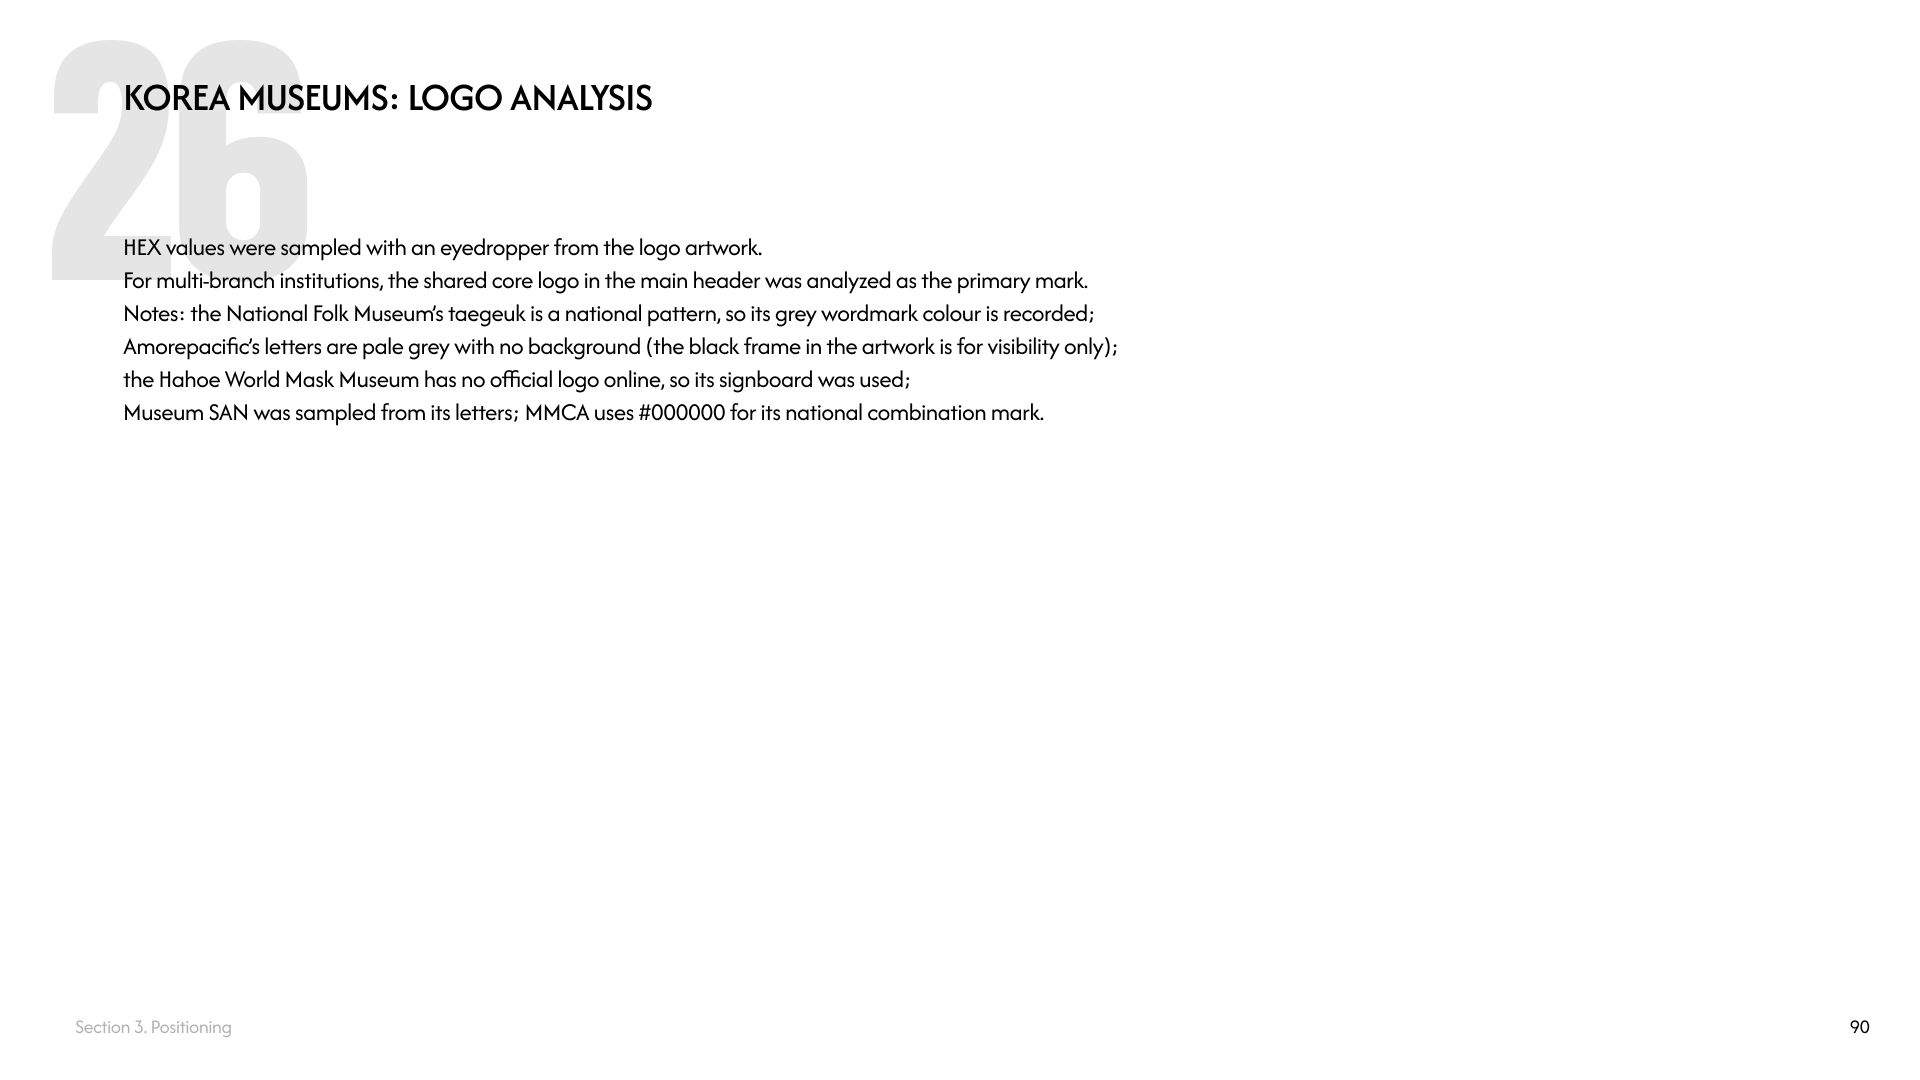 26
KOREA MUSEUMS: LOGO ANALYSIS
HEX values were sampled with an eyedropper from the logo artwork.
For multi-branch institutions, the shared core logo in the main header was analyzed as the primary mark.
Notes: the National Folk Museum’s taegeuk is a national pattern, so its grey wordmark colour is recorded;
Amorepacific’s letters are pale grey with no background (the black frame in the artwork is for visibility only);
the Hahoe World Mask Museum has no official logo online, so its signboard was used;
Museum SAN was sampled from its letters; MMCA uses #000000 for its national combination mark.
Section 3. Positioning
90